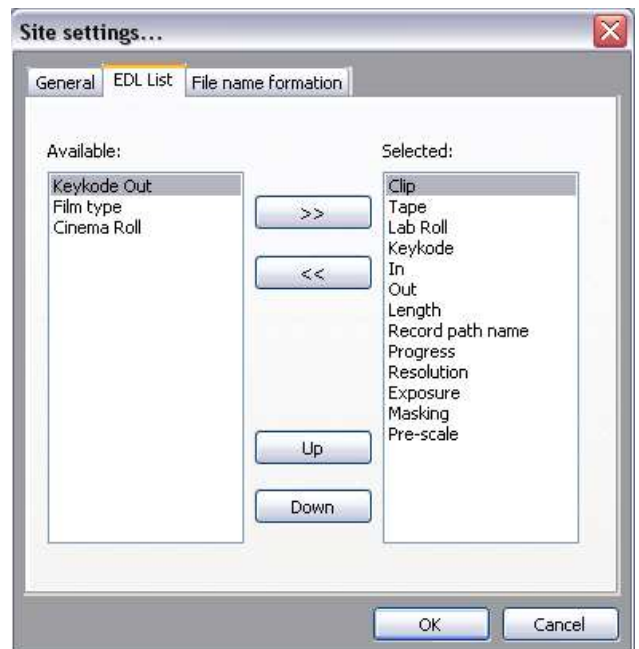 Site settings...
General
EDL List
File name formation
Available:
Keykode Out
Film type
Cinema Roll
>>
<<
Up
Down
Selected:
Clip
Tape
Lab Roll
Keykode
In
Out
Length
Record path name
Progress
Resolution
Exposure
Masking
Pre-scale
OK
Cancel